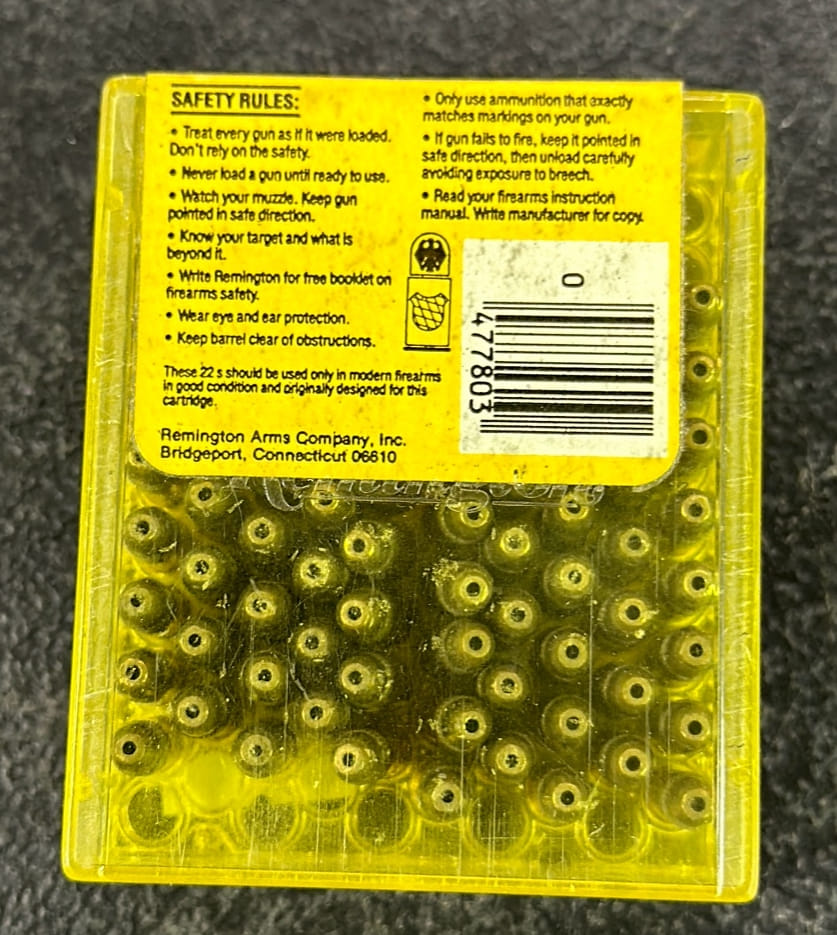 SAFETY RULES:
• Treat every gun as if it were loaded.
Don't rely on the safety.
• Never load a gun until ready to use.
• Watch your muzzle. Keep gun
pointed in safe direction.
• Know your target and what is
beyond it.
• Write Remington for free booklet on
firearms safety.
• Wear eye and ear protection.
• Keep barrel clear of obstructions.
• Only use ammunition that exactly
matches markings on your gun.
• If gun fails to fire, keep it pointed in
safe direction, then unload carefully
avoiding exposure to breech.
• Read your firearms instruction
manual. Write manufacturer for copy.
These 22 s should be used only in modern firearms
in good condition and originally designed for this
cartridge.
Remington Arms Company, Inc.
Bridgeport, Connecticut 06610
0
477803
Remington